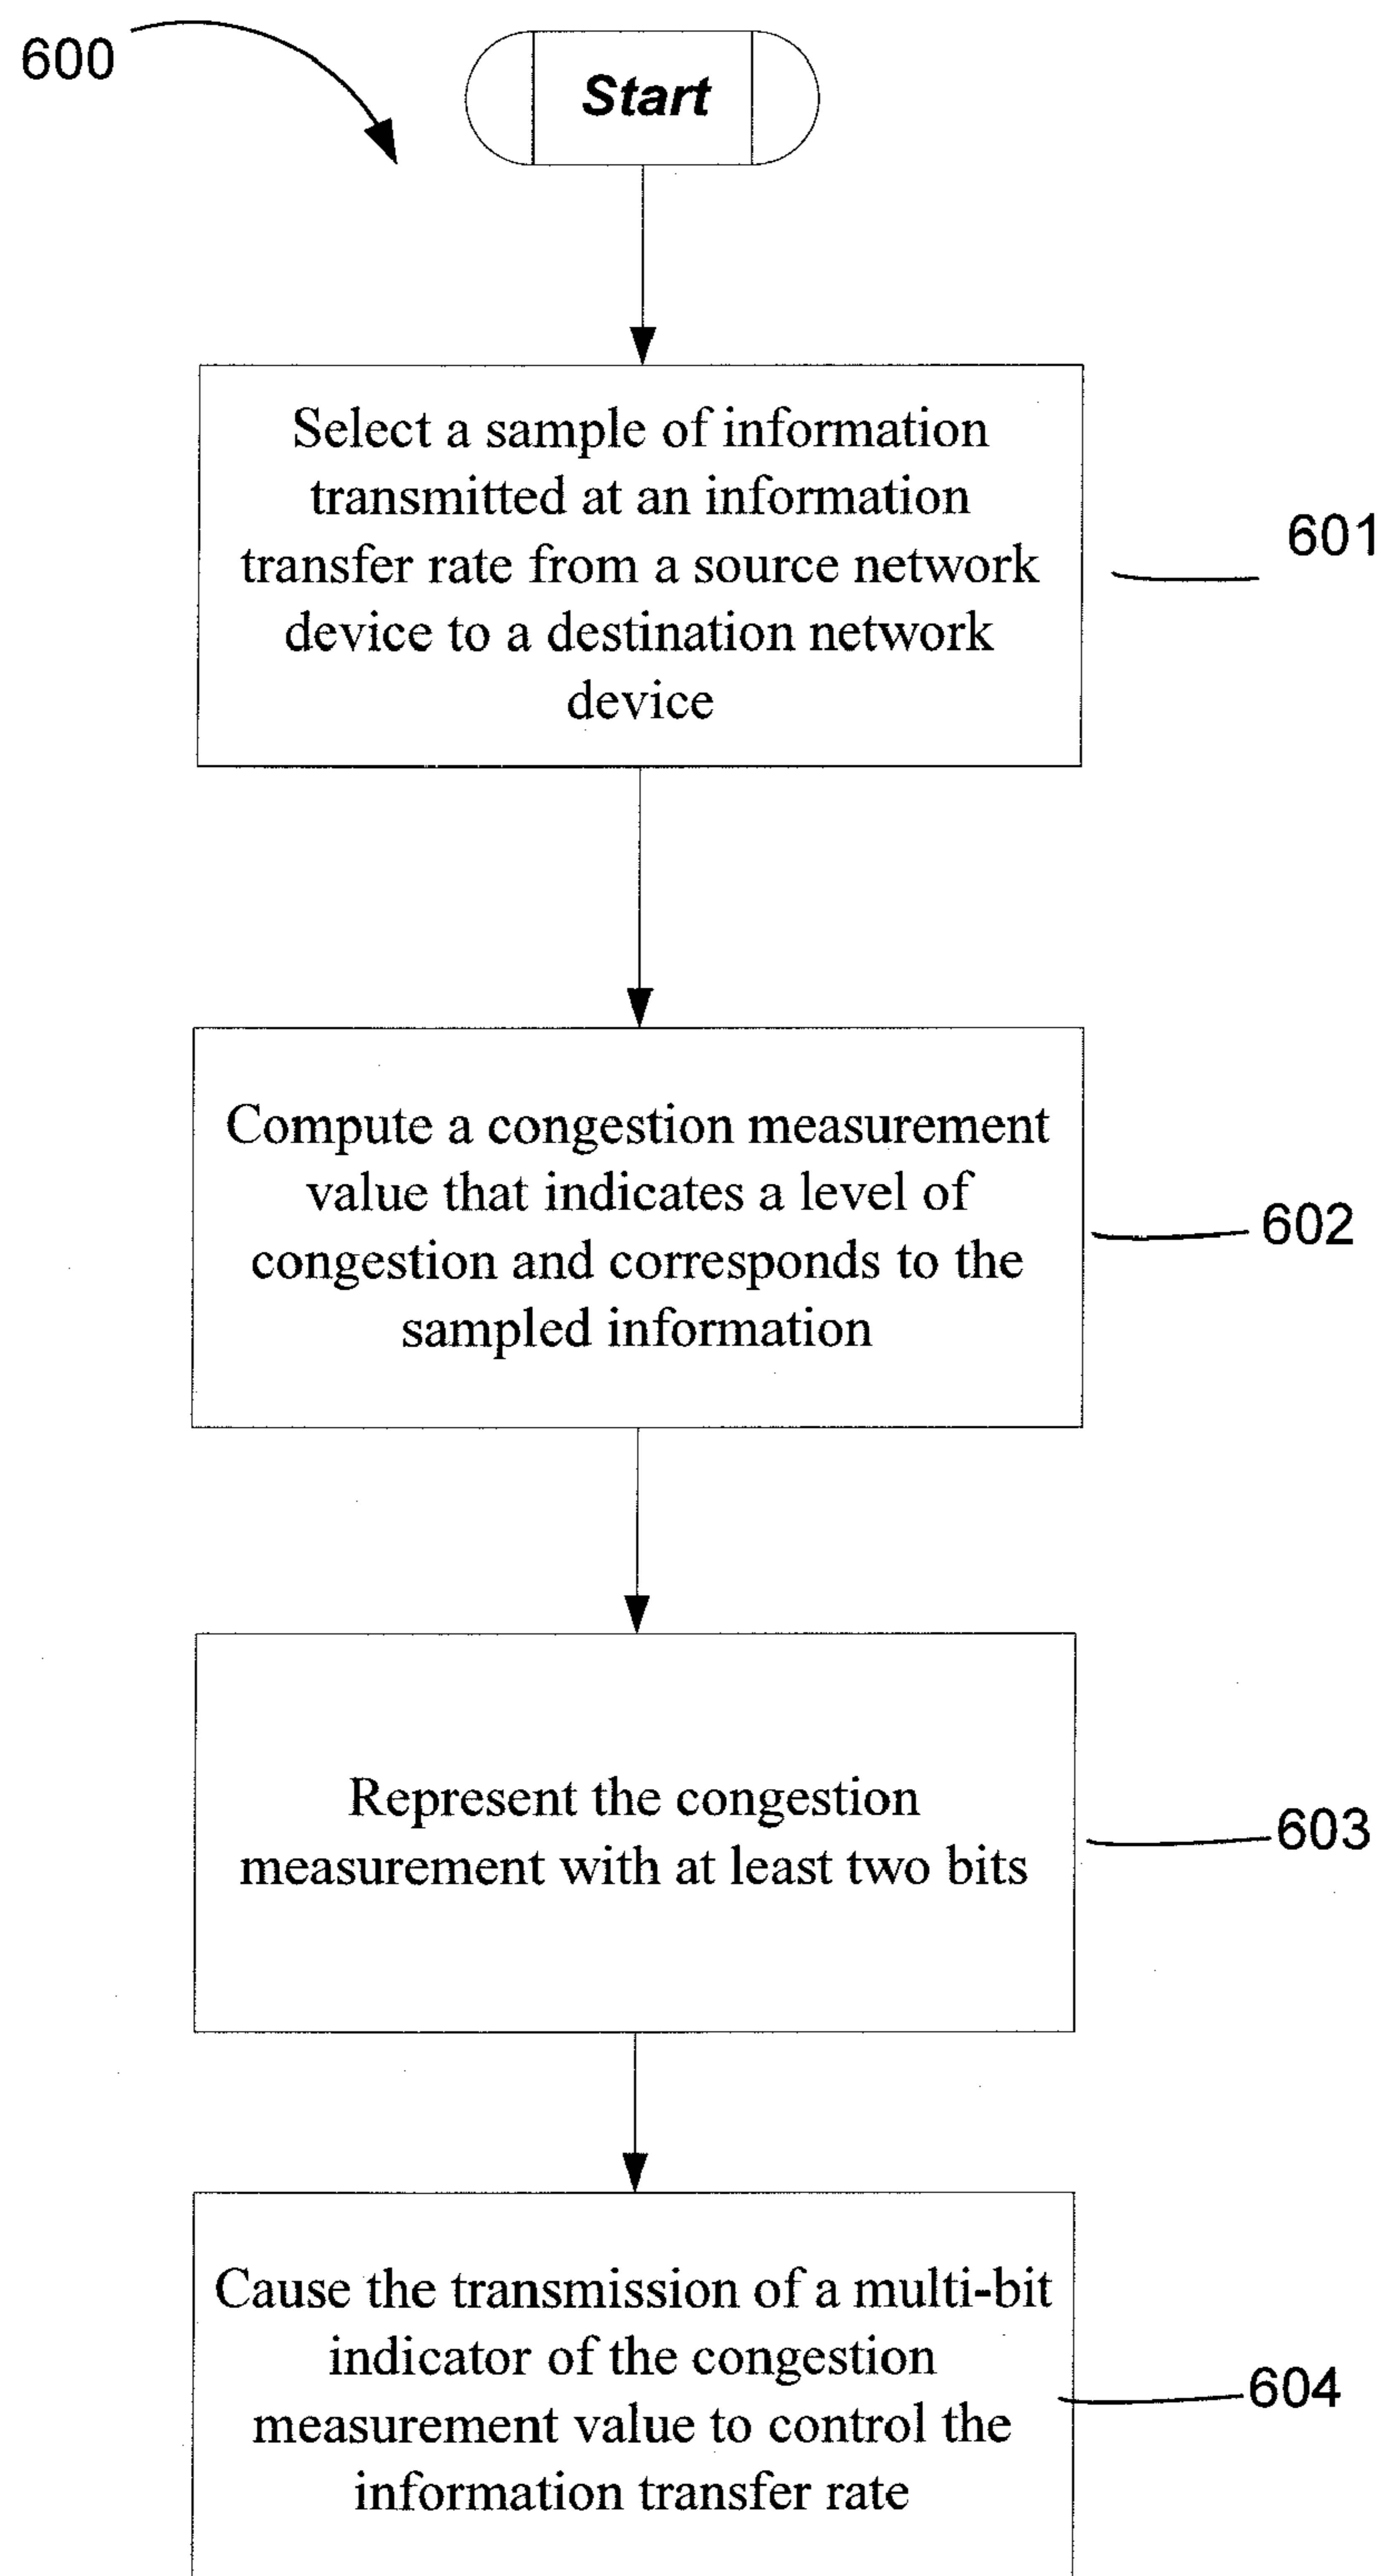 600
Start
Select a sample of information
transmitted at an information
transfer rate from a source network
device to a destination network
device
601
Compute a congestion measurement
value that indicates a level of
congestion and corresponds to the
sampled information
602
Represent the congestion
measurement with at least two bits
603
Cause the transmission of a multi-bit
indicator of the congestion
measurement value to control the
information transfer rate
604